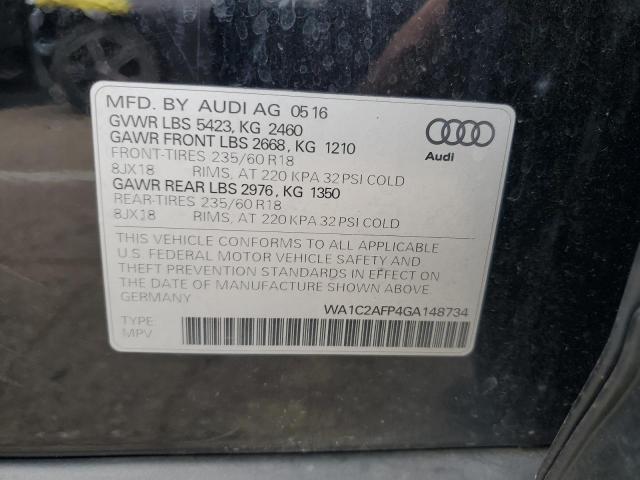 MFD. BY AUDI AG 0516
GVWR LBS 5423, KG 2460
GAWR FRONT LBS 2668, KG 1210
FRONT-TIRES 235/60 R18
8JX18 RIMS, AT 220 KPA 32 PSI COLD
GAWR REAR LBS 2976, KG 1350
REAR-TIRES 235/60 R18
8JX18 RIMS, AT 220 KPA 32 PSI COLD
Audi
THIS VEHICLE CONFORMS TO ALL APPLICABLE
U.S. FEDERAL MOTOR VEHICLE SAFETY AND
THEFT PREVENTION STANDARDS IN EFFECT ON
THE DATE OF MANUFACTURE SHOWN ABOVE.
GERMANY
WA1C2AFP4GA148734
TYPE:
MPV